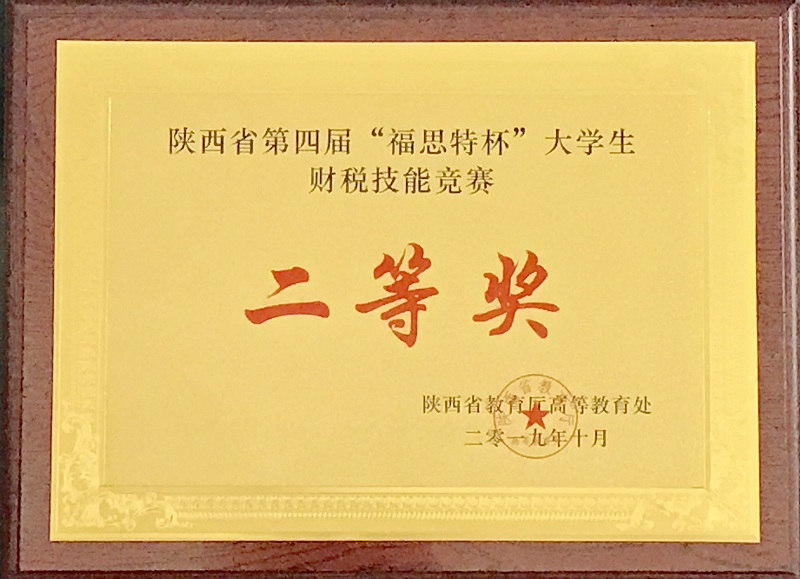 陕西省第四届“福思特杯”大学生
财税技能竞赛
二等奖
陕西省教育厅高等教育处
二零一九年十月